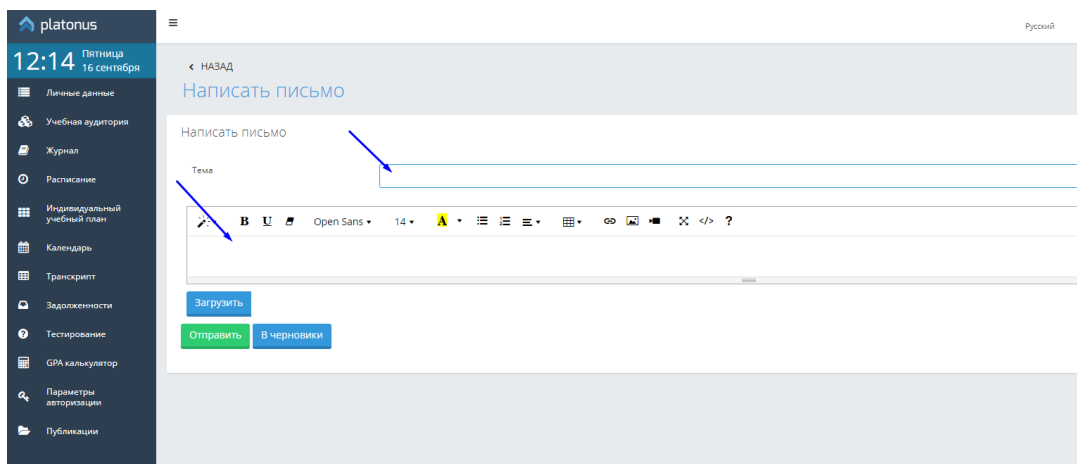 platonus
Русский
12:14 Пятница
16 сентября
НАЗАД
Написать письмо
Личные данные
Учебная аудитория
Журнал
Расписание
Индивидуальный
учебный план
Календарь
Транскрипт
Задолженности
Тестирование
GPA калькулятор
Параметры
авторизации
Публикации
Написать письмо
Тема
B U Open Sans 14 A </> ?
Загрузить
Отправить В черновики